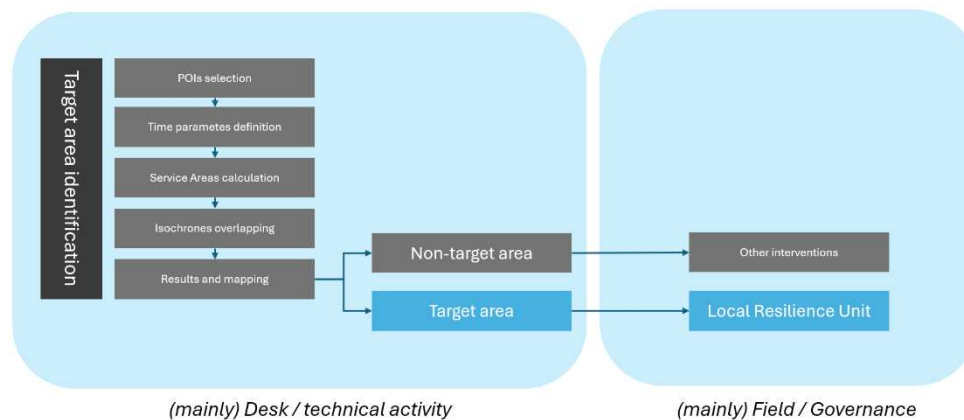 Target area identification
POIs selection
Time parametes definition
Service Areas calculation
Isochrones overlapping
Results and mapping
Non-target area
Target area
Other interventions
Local Resilience Unit
(mainly) Desk / technical activity
(mainly) Field / Governance